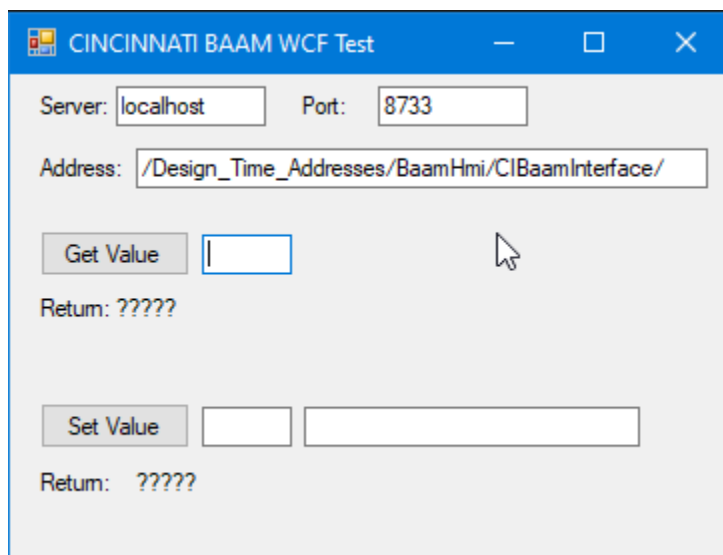 CINCINNATI BAAM WCF Test
Server: localhost Port: 8733
Address: /Design_Time_Addresses/BaamHmi/CIBaamInterface/
Get Value
Return: ?????
Set Value
Return: ?????